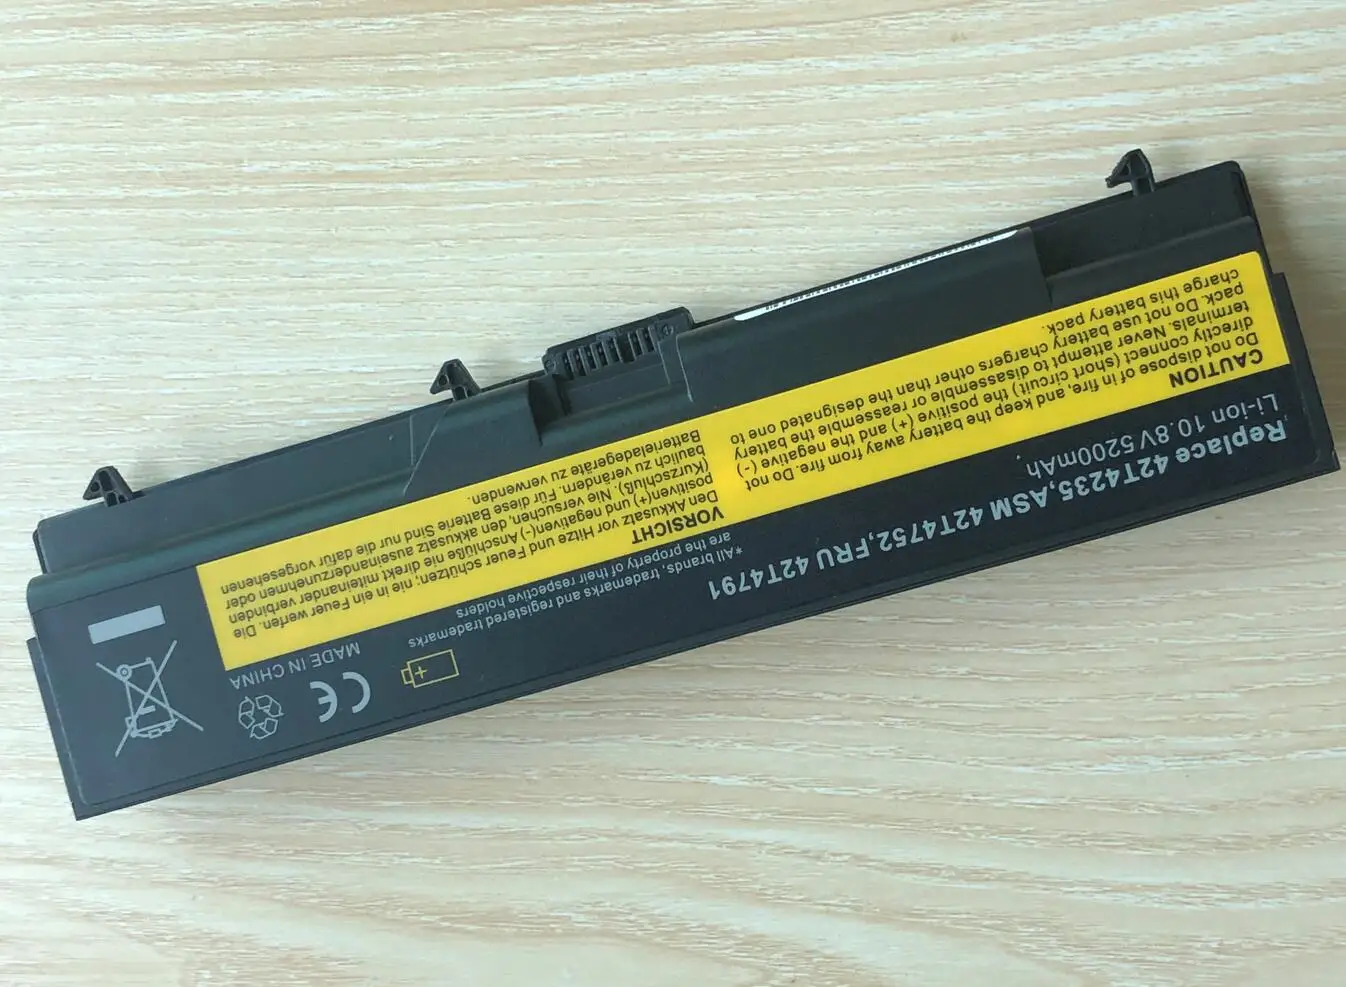 Replace 42T4235,ASM 42T4752,FRU 42T4791
Li-ion 10.8V 5200mAh
CAUTION
Do not dispose of in fire, and keep the battery away from fire. Do not
directly connect (short circuit) the positive (+) and the negative (-)
terminals. Never attempt to disassemble or reassemble the battery
pack. Do not use battery chargers others than the designated one to
charge this battery pack.
*All brands, trademarks and registered trademarks
are the property of their respective holders
VORSICHT
Den Akkusatz vor Hitze und Feuer schützen, nie in ein Feuer werfen. Die
positiven(+) und negativen(-) Anschlüße nie direkt miteinander verbinden
(Kurzschluß). Nie versuchen, den akkusatz auseinanderzunehmen oder
baulich zu verändern. Für diese Batterie Sind nur die dafür vorgesehenen
Batterieladegeräte zu verwenden.
MADE IN CHINA
CE